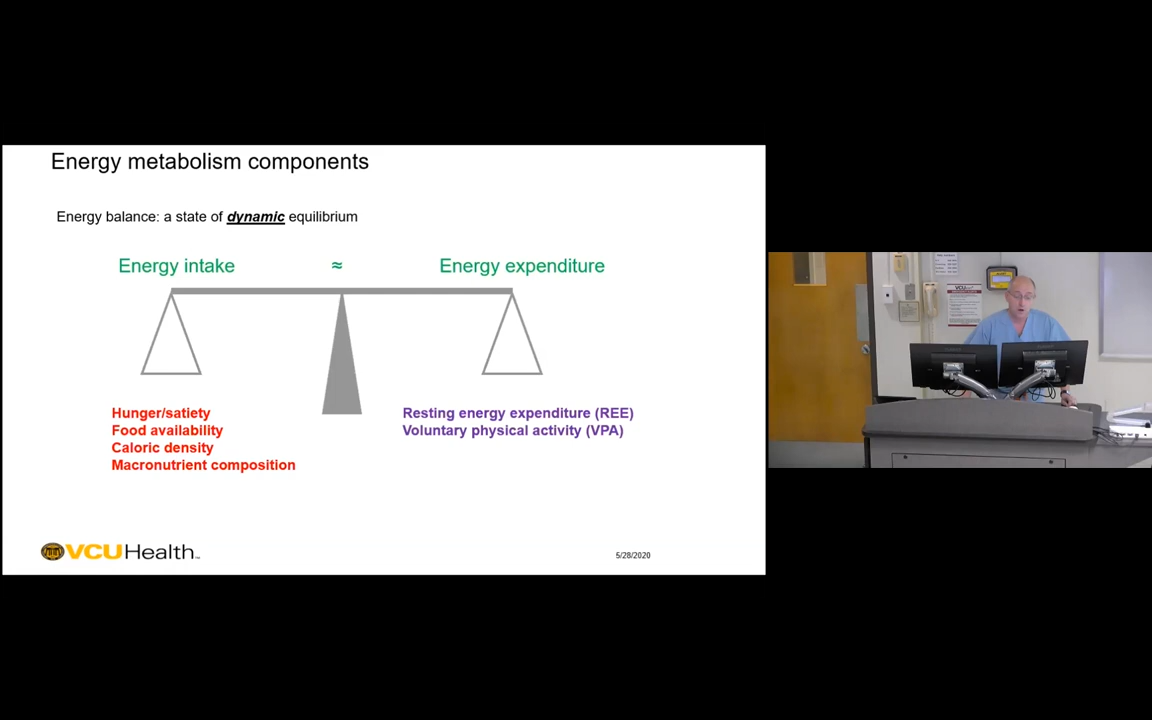 Energy metabolism components
Energy balance: a state of dynamic equilibrium
Energy intake ≈ Energy expenditure
Hunger/satiety
Food availability
Caloric density
Macronutrient composition
Resting energy expenditure (REE)
Voluntary physical activity (VPA)
VCUHealth™
5/28/2020
VCU